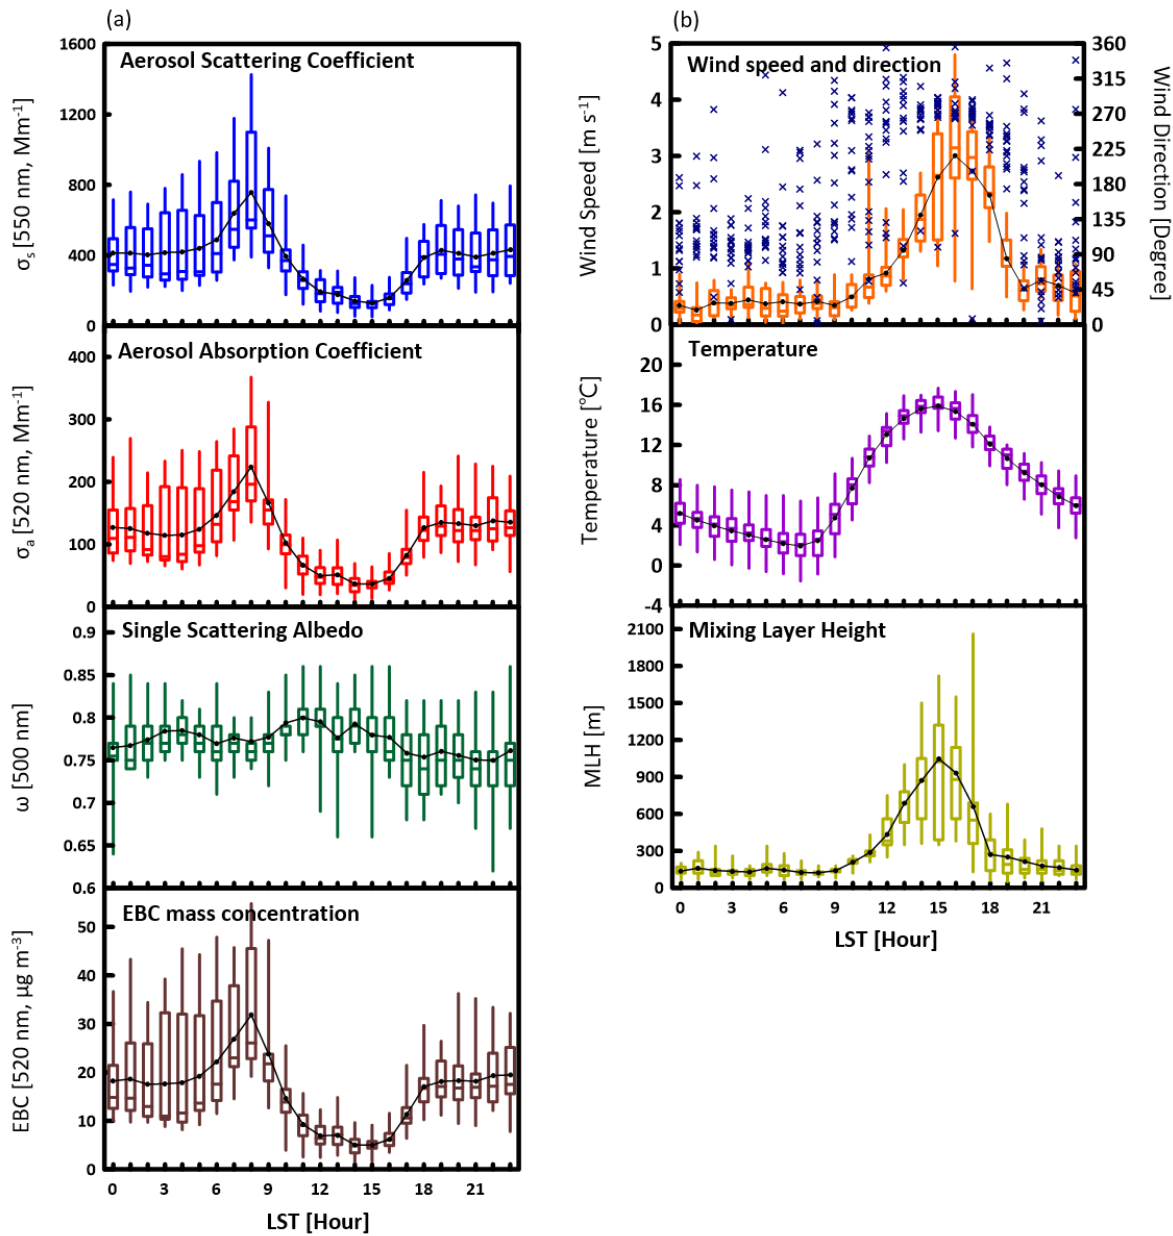 (a)
Aerosol Scattering Coefficient
σs [550 nm, Mm-1]
1600
1200
800
400
0
Aerosol Absorption Coefficient
σa [520 nm, Mm-1]
400
300
200
100
0
Single Scattering Albedo
ω [500 nm]
0.9
0.85
0.8
0.75
0.7
0.65
0.6
EBC mass concentration
EBC [520 nm, µg m-3]
50
40
30
20
10
0
0 3 6 9 12 15 18 21
LST [Hour]
(b)
Wind speed and direction
Wind Speed [m s-1]
5
4
3
2
1
0
360
315
270
225
180
135
90
45
0
Wind Direction [Degree]
Temperature
Temperature [°C]
20
16
12
8
4
0
-4
Mixing Layer Height
MLH [m]
2100
1800
1500
1200
900
600
300
0
0 3 6 9 12 15 18 21
LST [Hour]